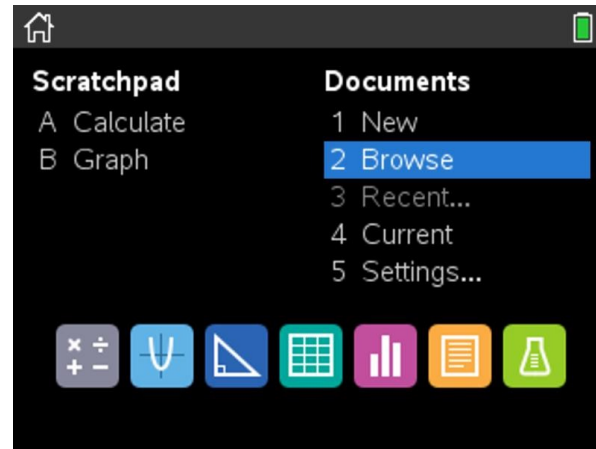 Scratchpad
A Calculate
B Graph
Documents
1 New
2 Browse
3 Recent...
4 Current
5 Settings...